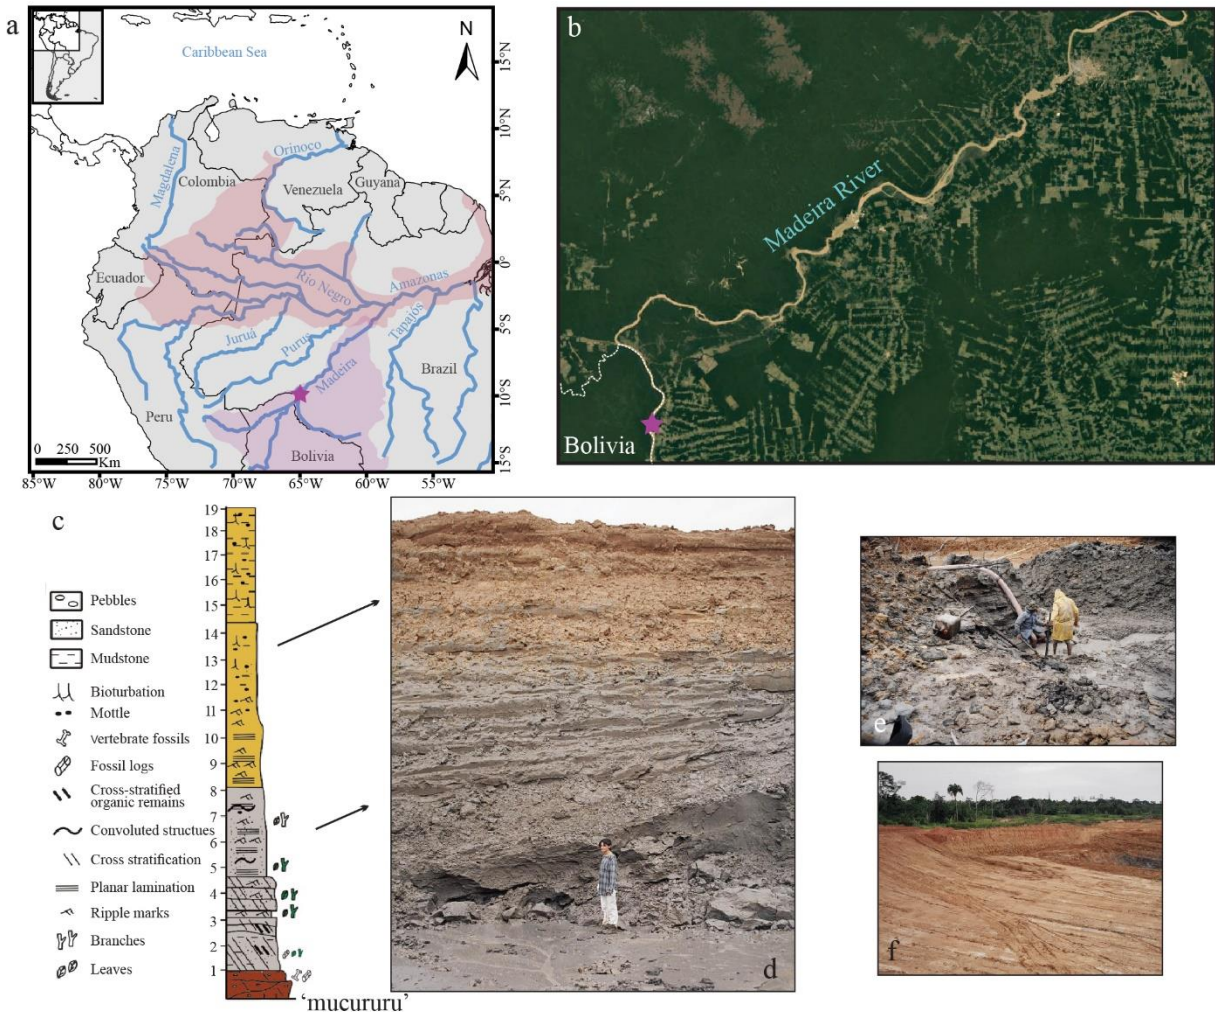 a
N
Caribbean Sea
15°N
10°N
5°N
0°
5°S
10°S
15°S
Magdalena
Orinoco
Colombia
Venezuela
Guyana
Ecuador
Rio Negro
Amazonas
Juruá
Purus
Madeira
Tapajós
Brazil
Peru
Bolivia
0 250 500
Km
85°W 80°W 75°W 70°W 65°W 60°W 55°W
b
Madeira River
Bolivia
c
Pebbles
Sandstone
Mudstone
Bioturbation
Mottle
Vertebrate fossils
Fossil logs
Cross-stratified
organic remains
Convoluted structues
Cross stratification
Planar lamination
Ripple marks
Branches
Leaves
19
18
17
16
15
14
13
12
11
10
9
8
7
6
5
4
3
2
1
'mucururu'
d
e
f